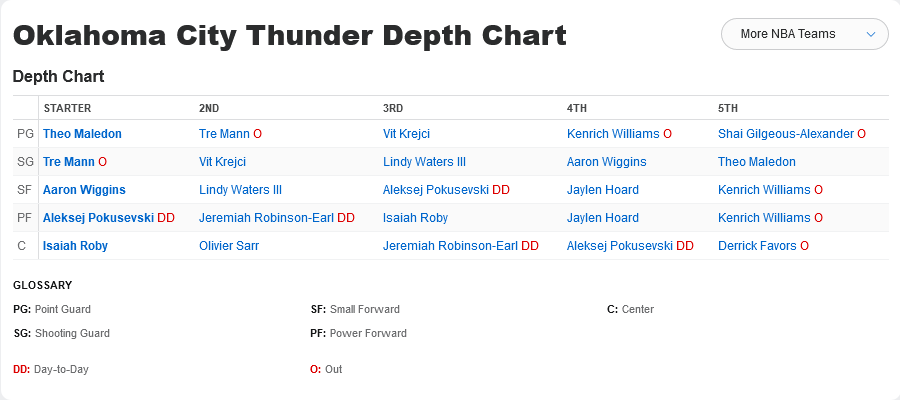 Oklahoma City Thunder Depth Chart
More NBA Teams
Depth Chart
STARTER 2ND 3RD 4TH 5TH
PG Theo Maledon Tre Mann O Vit Krejci Kenrich Williams O Shai Gilgeous-Alexander O
SG Tre Mann O Vit Krejci Lindy Waters III Aaron Wiggins Theo Maledon
SF Aaron Wiggins Lindy Waters III Aleksej Pokusevski DD Jaylen Hoard Kenrich Williams O
PF Aleksej Pokusevski DD Jeremiah Robinson-Earl DD Isaiah Roby Jaylen Hoard Kenrich Williams O
C Isaiah Roby Olivier Sarr Jeremiah Robinson-Earl DD Aleksej Pokusevski DD Derrick Favors O
GLOSSARY
PG: Point Guard SF: Small Forward C: Center
SG: Shooting Guard PF: Power Forward
DD: Day-to-Day O: Out